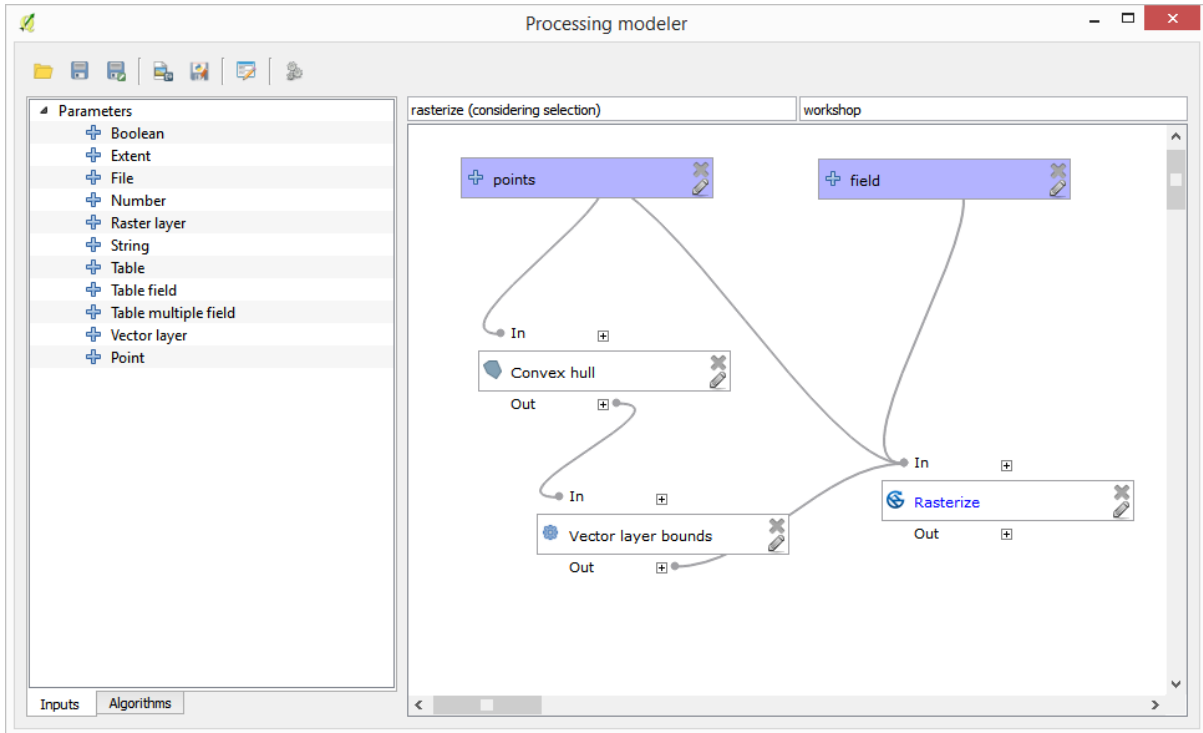 Processing modeler
Parameters
Boolean
Extent
File
Number
Raster layer
String
Table
Table field
Table multiple field
Vector layer
Point
Inputs
Algorithms
rasterize (considering selection)
workshop
points
field
In
Convex hull
Out
In
Rasterize
Out
In
Vector layer bounds
Out